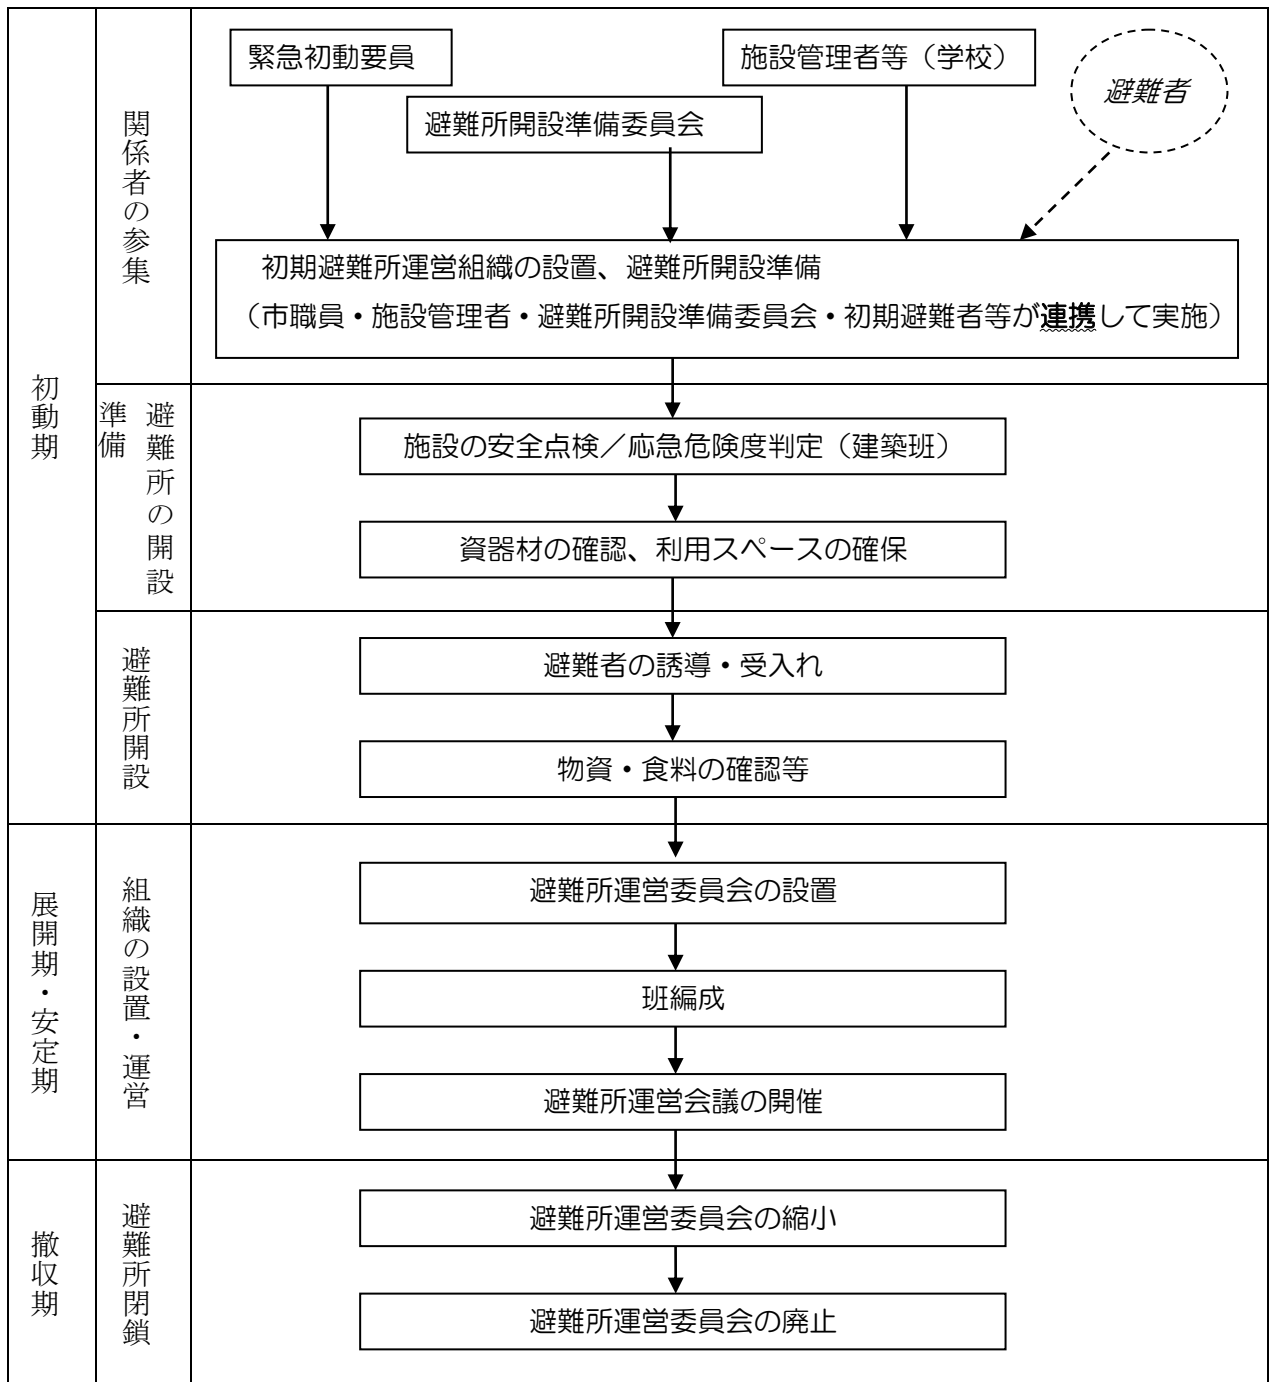 初動期
関係者の参集
緊急初動要員
施設管理者等（学校）
避難者
避難所開設準備委員会
初期避難所運営組織の設置、避難所開設準備
（市職員・施設管理者・避難所開設準備委員会・初期避難者等が連携して実施）
避難所の開設
準備
施設の安全点検／応急危険度判定（建築班）
資器材の確認、利用スペースの確保
避難所開設
避難者の誘導・受入れ
物資・食料の確認等
展開期・安定期
組織の設置・運営
避難所運営委員会の設置
班編成
避難所運営会議の開催
撤収期
避難所閉鎖
避難所運営委員会の縮小
避難所運営委員会の廃止